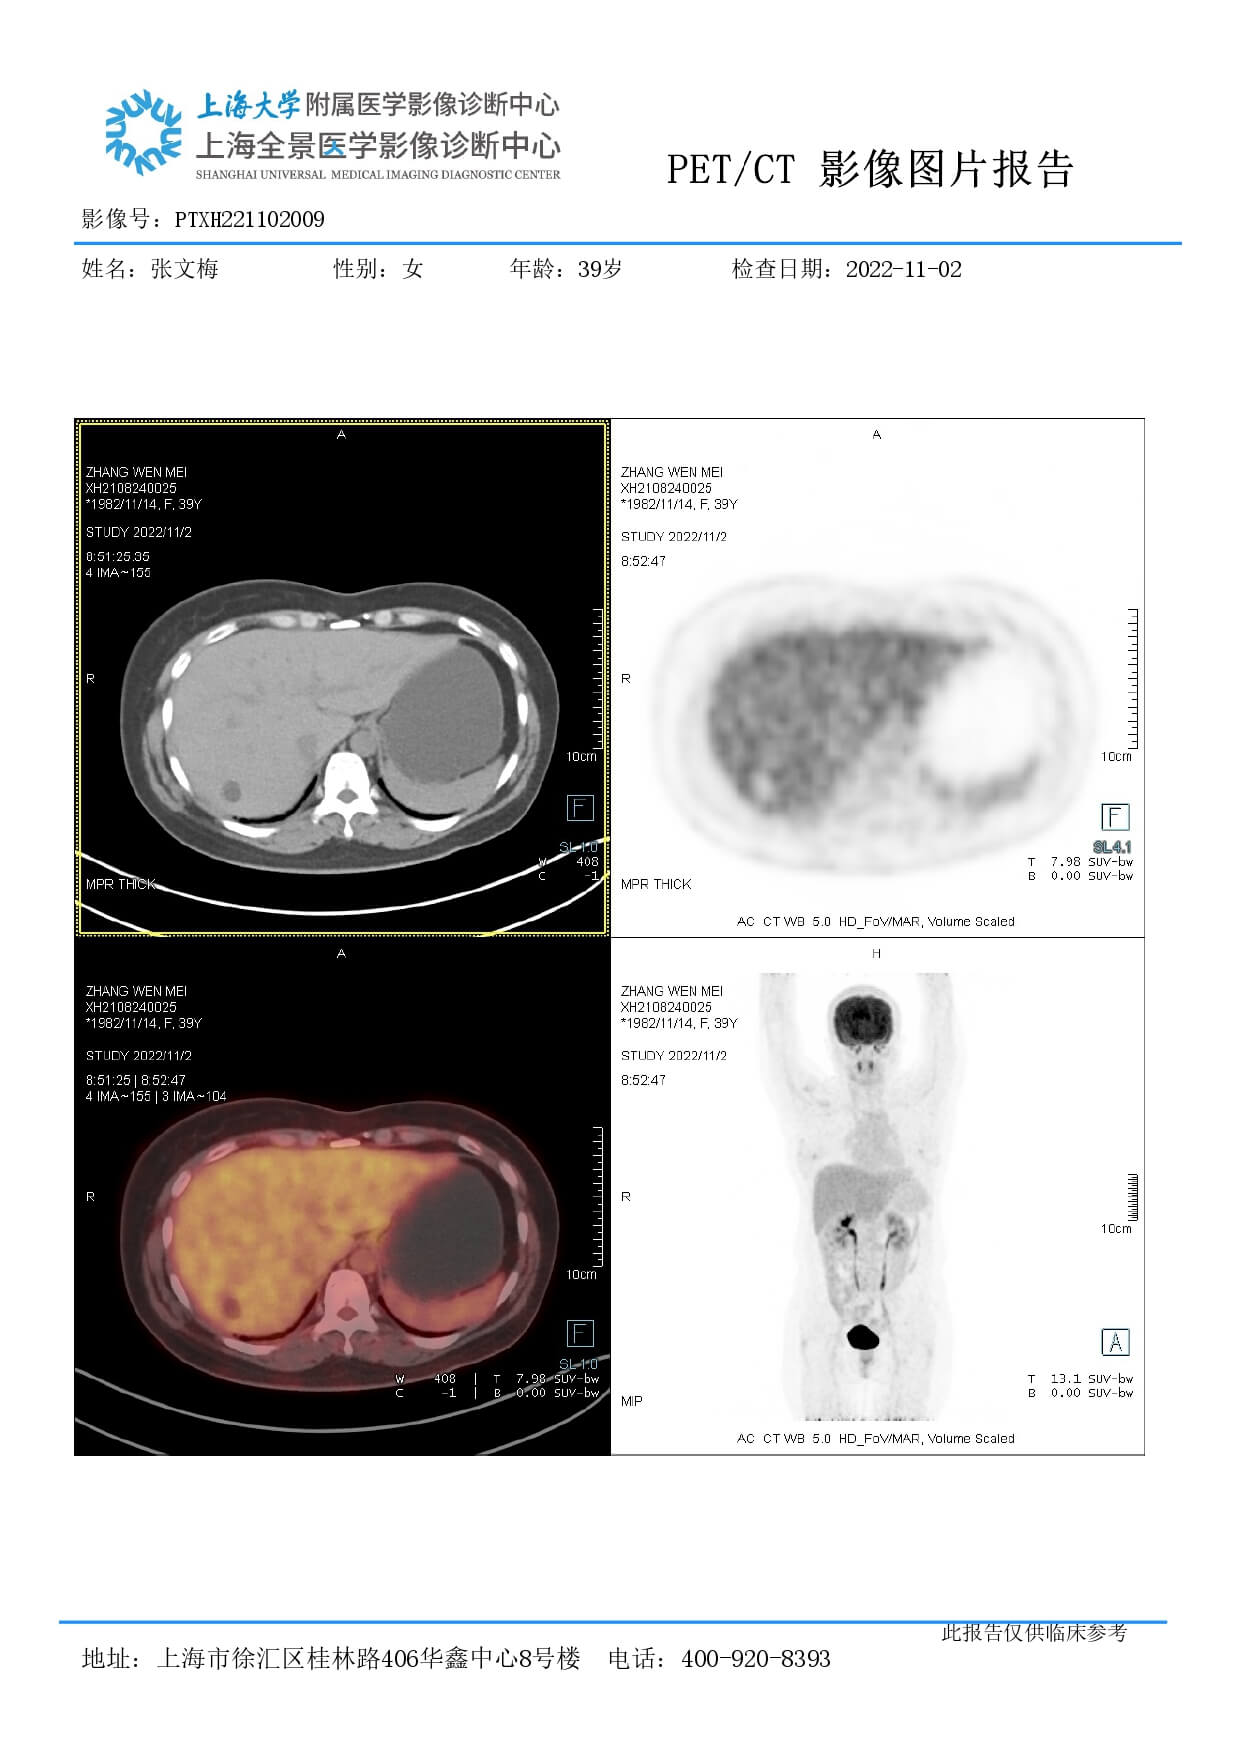 上海大学附属医学影像诊断中心
上海全景医学影像诊断中心
SHANGHAI UNIVERSAL MEDICAL IMAGING DIAGNOSTIC CENTER
PET/CT 影像图片报告
影像号：PTXH221102009
姓名：张文梅 性别：女 年龄：39岁 检查日期：2022-11-02
A
ZHANG WEN MEI
XH2108240025
*1982/11/14, F, 39Y
STUDY 2022/11/2
8:51:25.35
4 IMA~155
R
10cm
F
SL 1.0
W 408
C -1
MPR THICK
A
ZHANG WEN MEI
XH2108240025
*1982/11/14, F, 39Y
STUDY 2022/11/2
8:52:47
R
10cm
F
SL4.1
T 7.98 SUV-bw
B 0.00 SUV-bw
MPR THICK
AC CT WB 5.0 HD_FoV/MAR, Volume Scaled
A
ZHANG WEN MEI
XH2108240025
*1982/11/14, F, 39Y
STUDY 2022/11/2
8:51:25 | 8:52:47
4 IMA~155 | 3 IMA~104
R
10cm
F
SL 1.0
W 408 | T 7.98 SUV-bw
C -1 | B 0.00 SUV-bw
H
ZHANG WEN MEI
XH2108240025
*1982/11/14, F, 39Y
STUDY 2022/11/2
8:52:47
R
10cm
A
T 13.1 SUV-bw
B 0.00 SUV-bw
MIP
AC CT WB 5.0 HD_FoV/MAR, Volume Scaled
此报告仅供临床参考
地址：上海市徐汇区桂林路406华鑫中心8号楼 电话：400-920-8393